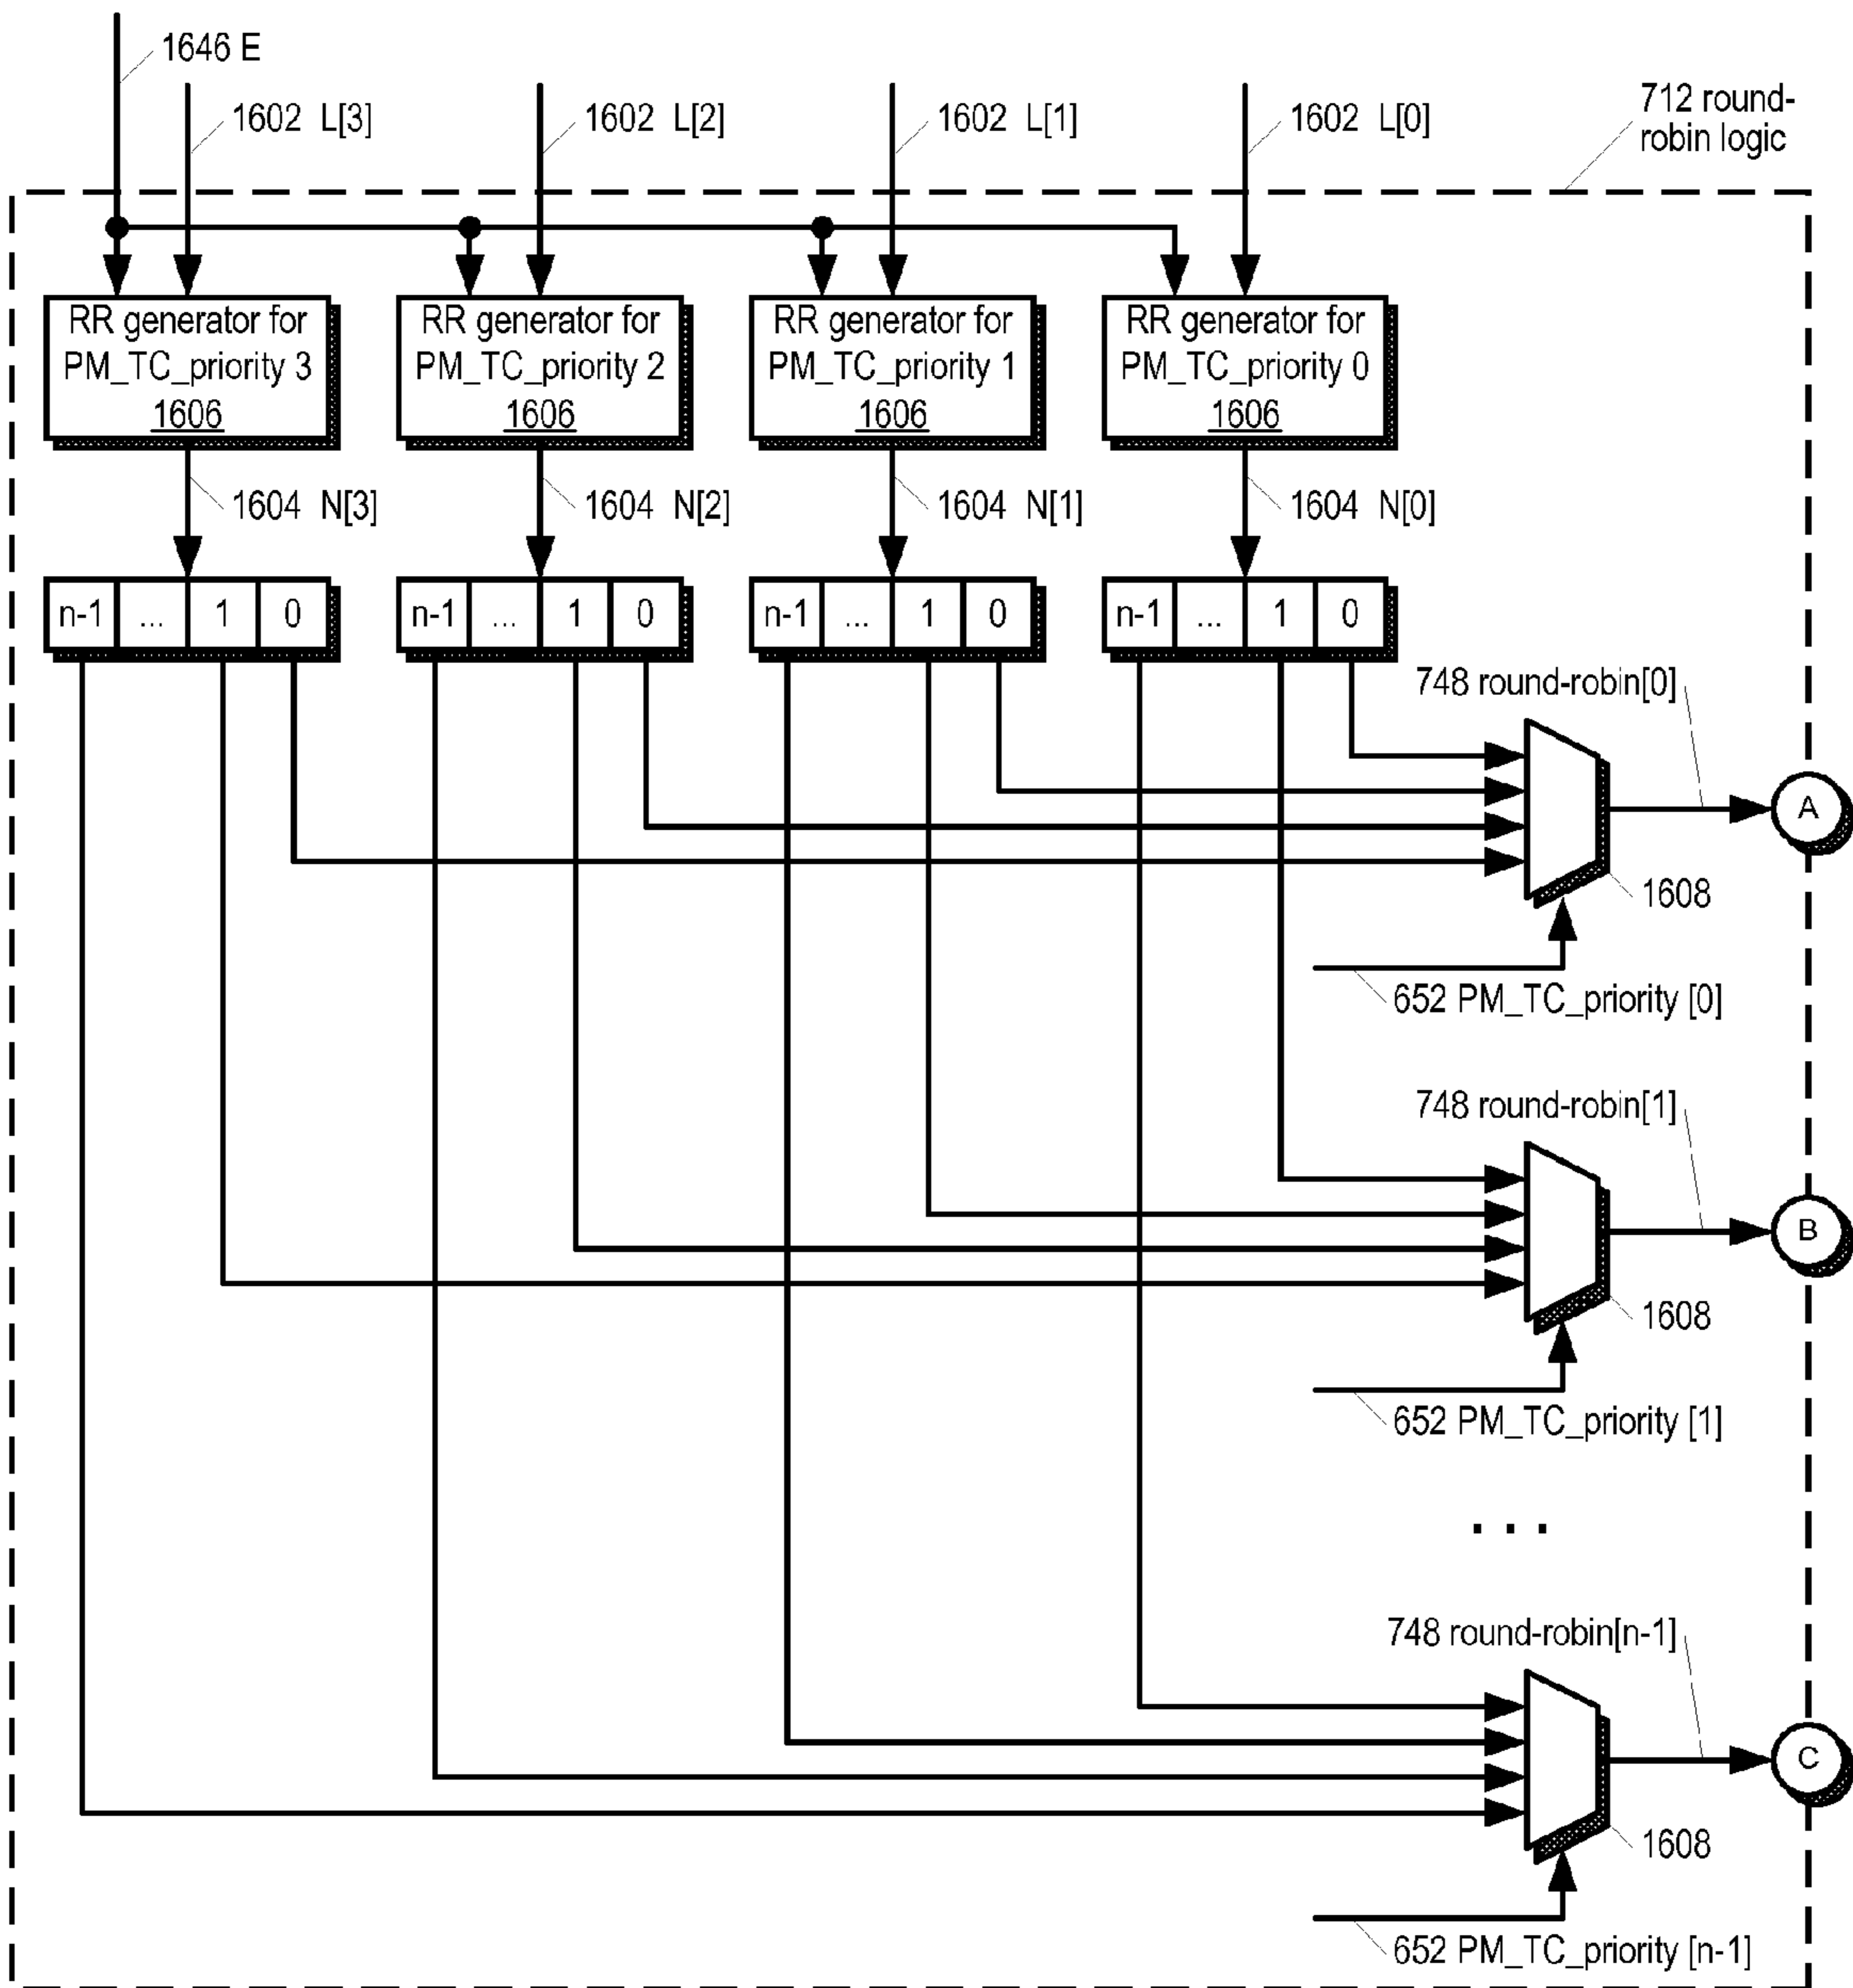 1646 E
1602 L[3]
1602 L[2]
1602 L[1]
1602 L[0]
712 round-
robin logic
RR generator for
PM_TC_priority 3
1606
RR generator for
PM_TC_priority 2
1606
RR generator for
PM_TC_priority 1
1606
RR generator for
PM_TC_priority 0
1606
1604 N[3]
1604 N[2]
1604 N[1]
1604 N[0]
n-1 ... 1 0
n-1 ... 1 0
n-1 ... 1 0
n-1 ... 1 0
748 round-robin[0]
A
1608
652 PM_TC_priority [0]
748 round-robin[1]
B
1608
652 PM_TC_priority [1]
...
748 round-robin[n-1]
C
1608
652 PM_TC_priority [n-1]